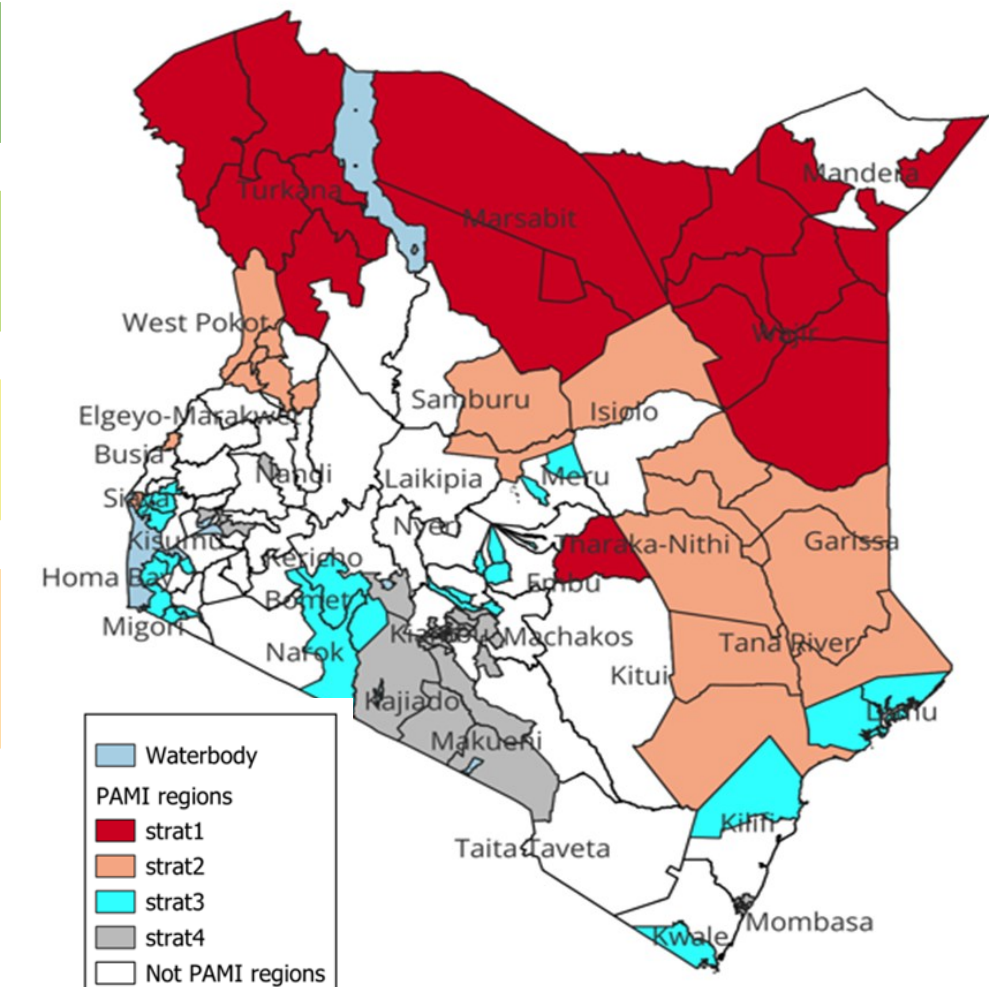 Mandera
Turkana
Marsabit
Wajir
West Pokot
Samburu
Isiolo
Elgeyo-Marakwet
Busia
Nandi
Laikipia
Meru
Siaya
Nyeri
Kisumu
Tharaka-Nithi
Garissa
Kericho
Homa Bay
Embu
Bomet
Migori
Machakos
Tana River
Narok
Kitui
Kajiado
Lamu
Makueni
Kilifi
Taita Taveta
Mombasa
Kwale
Waterbody
PAMI regions
strat1
strat2
strat3
strat4
Not PAMI regions